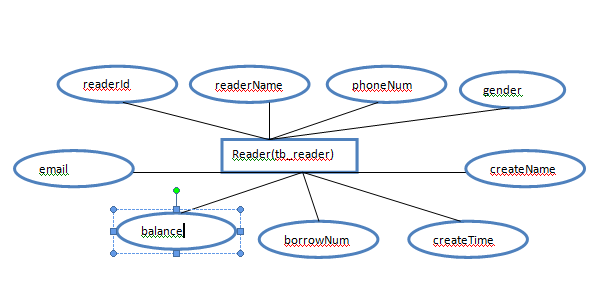 readerId
readerName
phoneNum
gender
Reader(tb_reader)
email
createName
balance
borrowNum
createTime